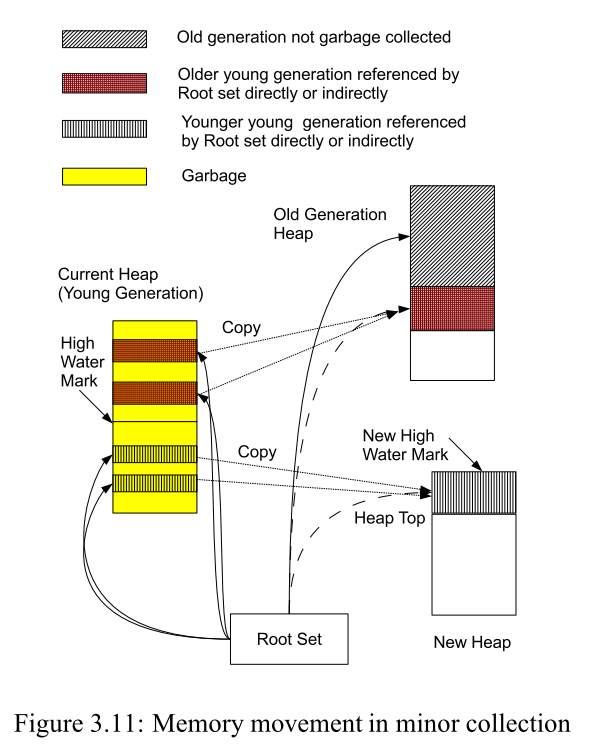 Old generation not garbage collected
Older young generation referenced by
Root set directly or indirectly
Younger young generation referenced
by Root set directly or indirectly
Garbage
Old Generation
Heap
Current Heap
(Young Generation)
Copy
High
Water
Mark
Copy
New High
Water Mark
Heap Top
Root Set
New Heap
Figure 3.11: Memory movement in minor collection